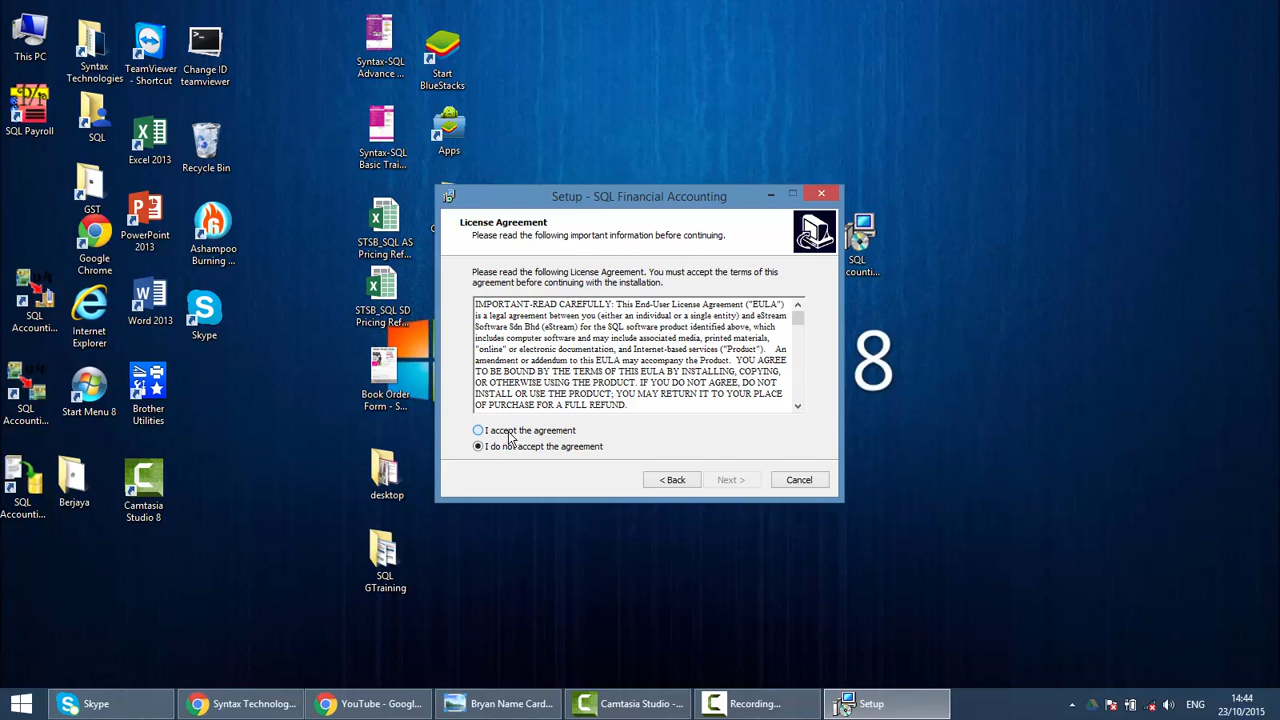 This PC
Syntax
Technologies
TeamViewer
- Shortcut
Change ID
teamviewer
Syntax-SQL
Advance ...
Start
BlueStacks
SQL Payroll
SQL
Excel 2013
Recycle Bin
Syntax-SQL
Basic Trai...
Apps
GST
Google
Chrome
PowerPoint
2013
Ashampoo
Burning ...
STSB_SQL AS
Pricing Ref...
SQL
Accounti...
Internet
Explorer
Word 2013
Skype
STSB_SQL SD
Pricing Ref...
SQL
Accounti...
Start Menu 8
Brother
Utilities
Book Order
Form - S...
SQL
Accounti...
Berjaya
Camtasia
Studio 8
desktop
SQL
GTraining
SQL
8
Setup - SQL Financial Accounting
License Agreement
Please read the following important information before continuing.
Please read the following License Agreement. You must accept the terms of this
agreement before continuing with the installation.
IMPORTANT-READ CAREFULLY: This End-User License Agreement ("EULA")
is a legal agreement between you (either an individual or a single entity) and eStream
Software Sdn Bhd (eStream) for the SQL software product identified above, which
includes computer software and may include associated media, printed materials,
"online" or electronic documentation, and Internet-based services ("Product"). An
amendment or addendum to this EULA may accompany the Product. YOU AGREE
TO BE BOUND BY THE TERMS OF THIS EULA BY INSTALLING, COPYING,
OR OTHERWISE USING THE PRODUCT. IF YOU DO NOT AGREE, DO NOT
INSTALL OR USE THE PRODUCT; YOU MAY RETURN IT TO YOUR PLACE
OF PURCHASE FOR A FULL REFUND.
I accept the agreement
I do not accept the agreement
< Back
Next >
Cancel
Skype
Syntax Technolog...
YouTube - Googl...
Bryan Name Card...
Camtasia Studio -...
Recording...
Setup
ENG
14:44
23/10/2015